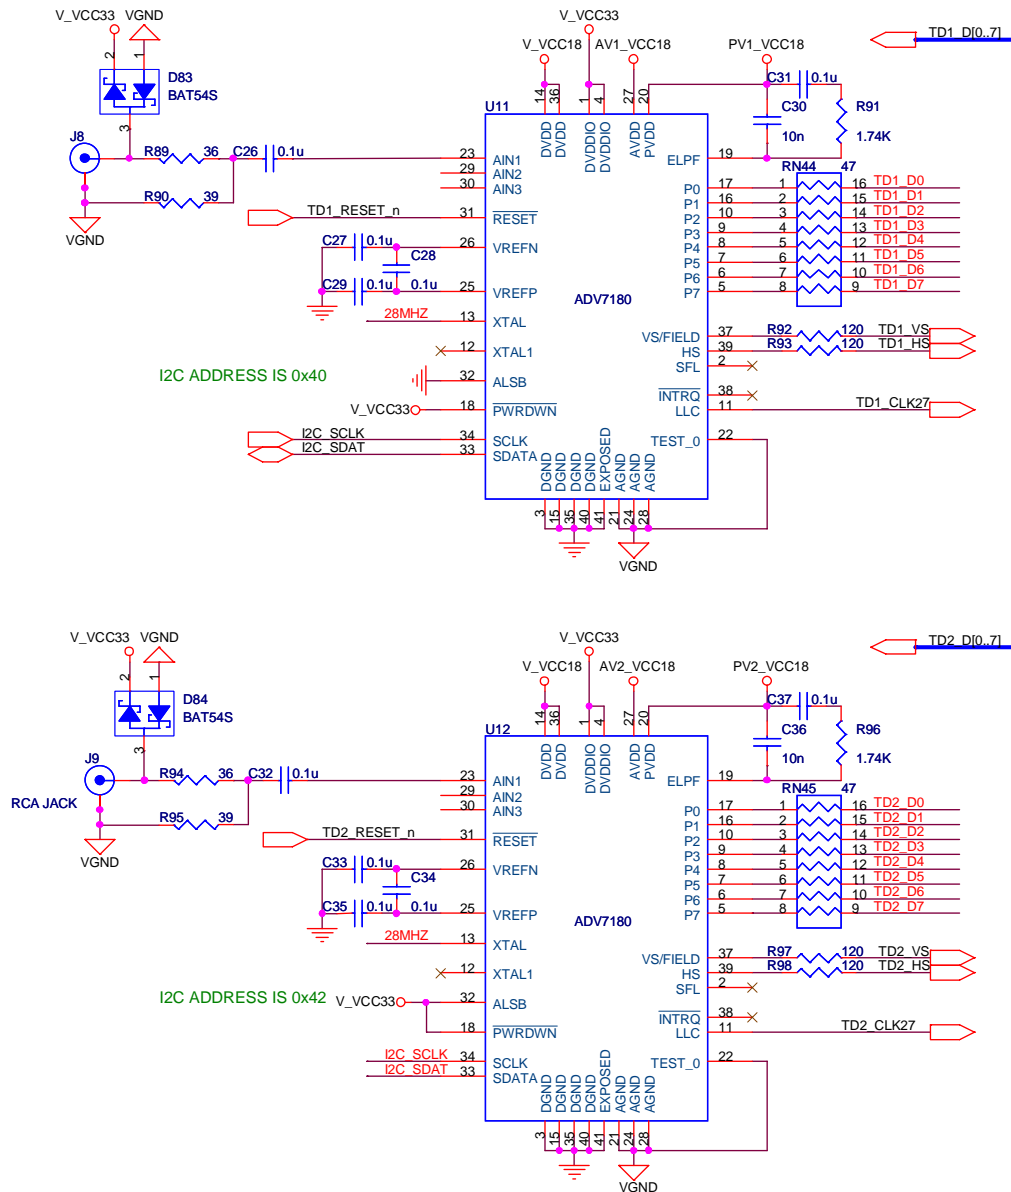 V_VCC33 VGND
V_VCC33
V_VCC18 AV1_VCC18 PV1_VCC18
TD1_D[0..7]
2 1
D83
BAT54S
3
J8
R89 36 C26 0.1u
R90 39
VGND
C31 0.1u
C30
10n
R91
1.74K
U11
14 36 1 4 27 20
DVDD DVDD DVDDIO DVDDIO AVDD PVDD
23 AIN1 ELPF 19
29 AIN2
30 AIN3
RN44 47
P0 17 1 16 TD1_D0
P1 16 2 15 TD1_D1
TD1_RESET_n 31 RESET P2 10 3 14 TD1_D2
P3 9 4 13 TD1_D3
C27 0.1u 26 VREFN P4 8 5 12 TD1_D4
C28 P5 7 6 11 TD1_D5
P6 6 7 10 TD1_D6
C29 0.1u 0.1u 25 VREFP P7 5 8 9 TD1_D7
ADV7180
28MHZ 13 XTAL
VS/FIELD 37 R92 120 TD1_VS
12 XTAL1 HS 39 R93 120 TD1_HS
SFL 2
I2C ADDRESS IS 0x40
32 ALSB
INTRQ 38
V_VCC33 18 PWRDWN LLC 11 TD1_CLK27
I2C_SCLK 34 SCLK TEST_0 22
I2C_SDAT 33 SDATA
DGND DGND DGND DGND EXPOSED AGND AGND AGND
3 15 35 40 41 21 24 28
VGND
V_VCC33 VGND
V_VCC33
V_VCC18 AV2_VCC18 PV2_VCC18
TD2_D[0..7]
2 1
D84
BAT54S
3
J9
RCA JACK
R94 36 C32 0.1u
R95 39
VGND
C37 0.1u
C36
10n
R96
1.74K
U12
14 36 1 4 27 20
DVDD DVDD DVDDIO DVDDIO AVDD PVDD
23 AIN1 ELPF 19
29 AIN2
30 AIN3
RN45 47
P0 17 1 16 TD2_D0
P1 16 2 15 TD2_D1
TD2_RESET_n 31 RESET P2 10 3 14 TD2_D2
P3 9 4 13 TD2_D3
C33 0.1u 26 VREFN P4 8 5 12 TD2_D4
C34 P5 7 6 11 TD2_D5
P6 6 7 10 TD2_D6
C35 0.1u 0.1u 25 VREFP P7 5 8 9 TD2_D7
ADV7180
28MHZ 13 XTAL
VS/FIELD 37 R97 120 TD2_VS
12 XTAL1 HS 39 R98 120 TD2_HS
SFL 2
I2C ADDRESS IS 0x42
V_VCC33 32 ALSB
INTRQ 38
18 PWRDWN LLC 11 TD2_CLK27
I2C_SCLK 34 SCLK TEST_0 22
I2C_SDAT 33 SDATA
DGND DGND DGND DGND EXPOSED AGND AGND AGND
3 15 35 40 41 21 24 28
VGND